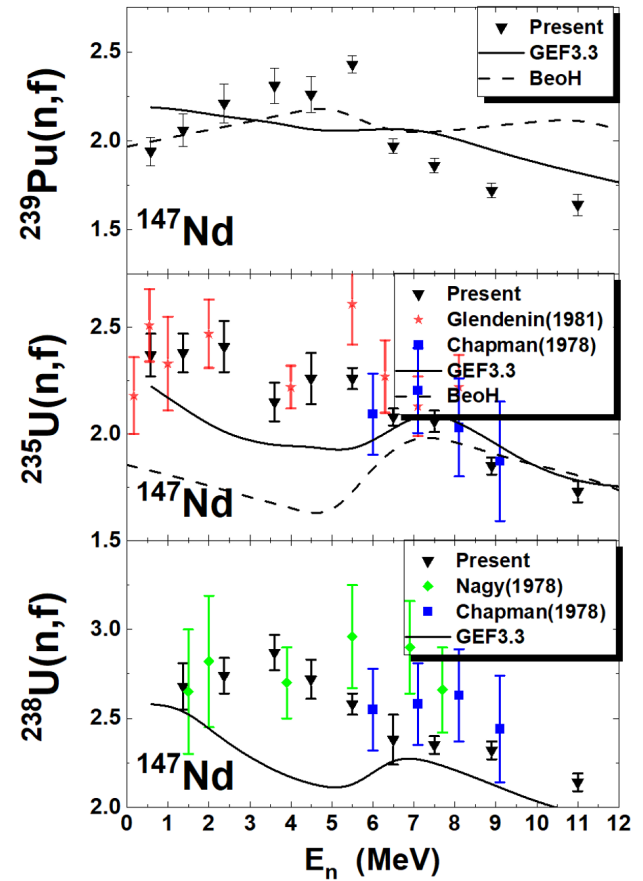 ²³⁹Pu(n,f)
2.5
2.0
1.5
Present
GEF3.3
BeoH
¹⁴⁷Nd
²³⁵U(n,f)
2.5
2.0
1.5
Present
Glendenin(1981)
Chapman(1978)
GEF3.3
BeoH
¹⁴⁷Nd
²³⁸U(n,f)
3.0
2.5
2.0
Present
Nagy(1978)
Chapman(1978)
GEF3.3
¹⁴⁷Nd
0 1 2 3 4 5 6 7 8 9 10 11 12
Eₙ (MeV)